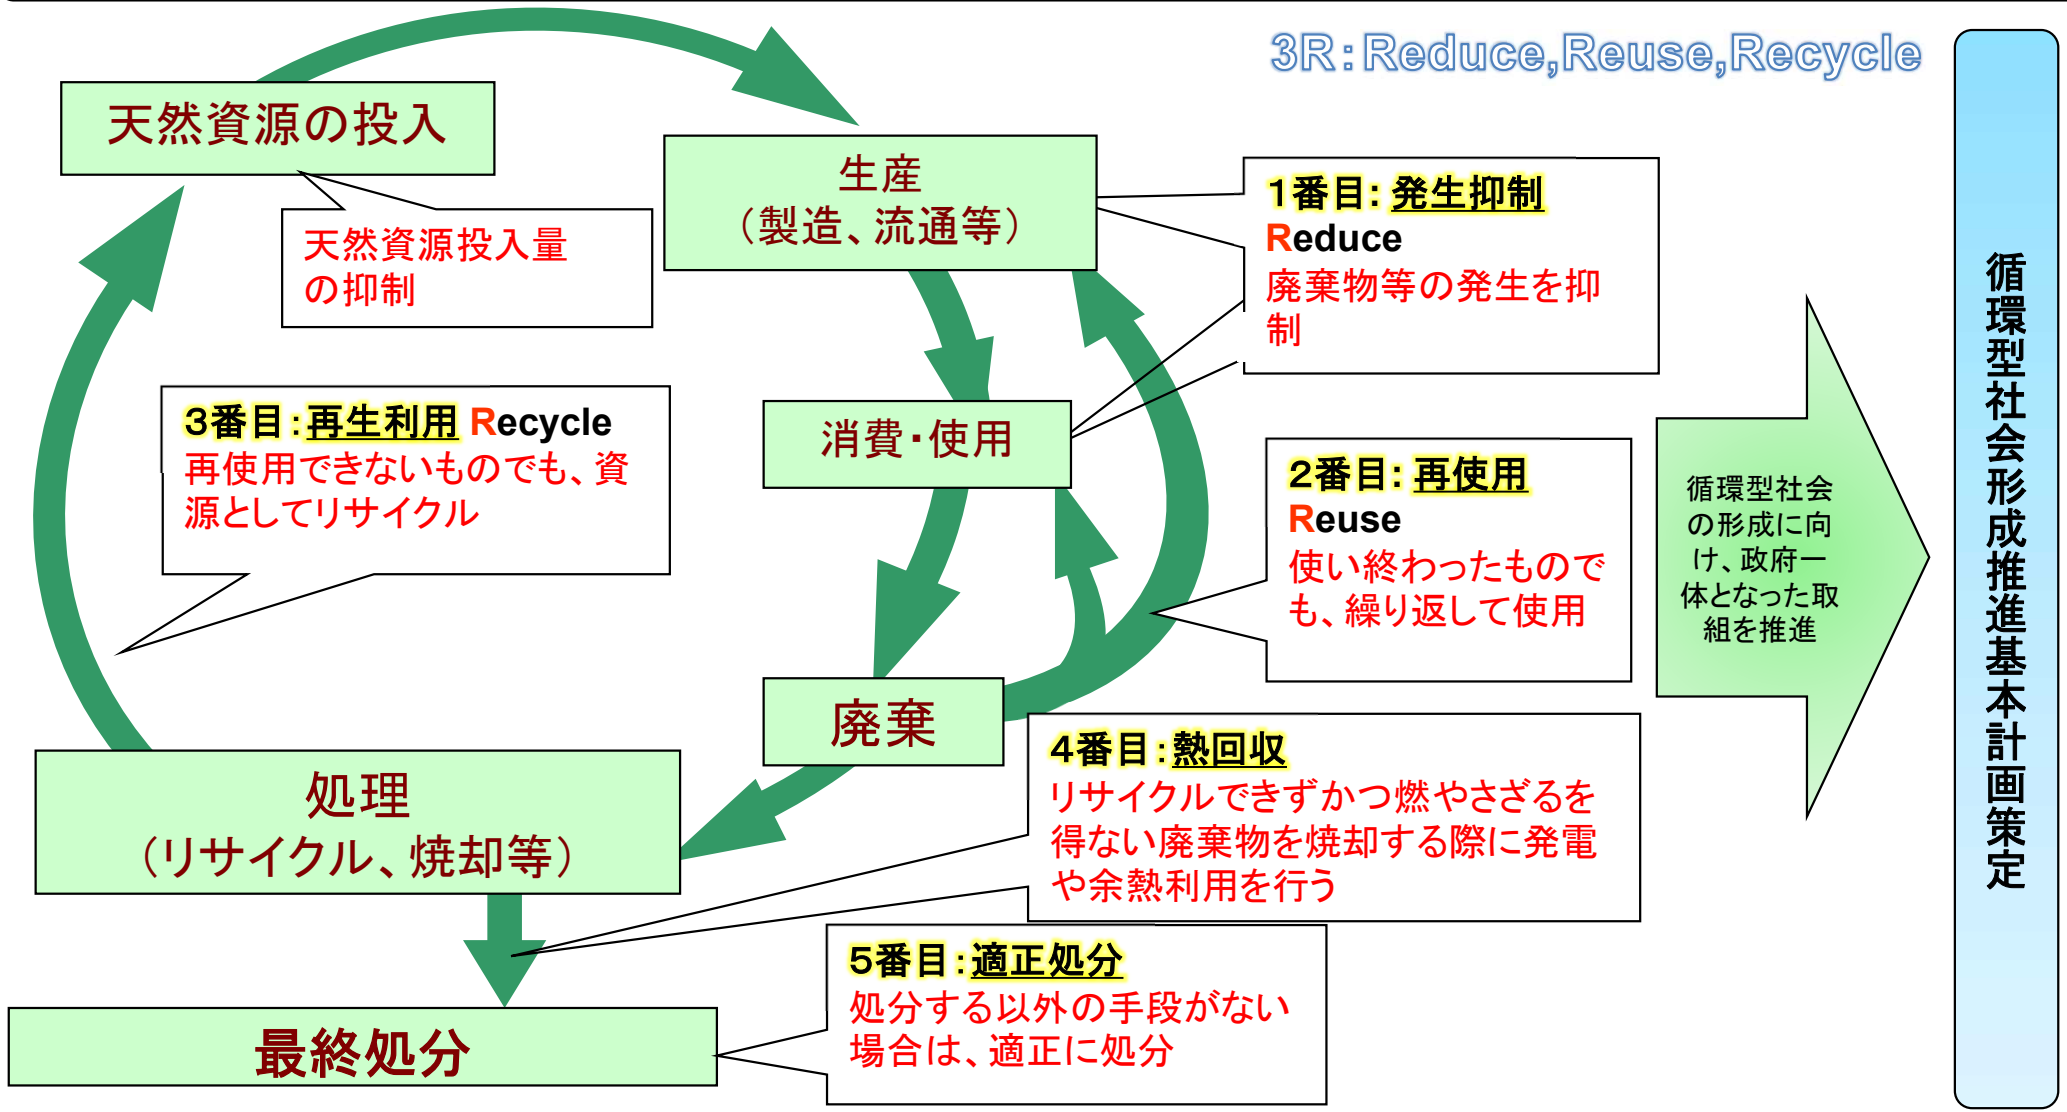 3R：Reduce,Reuse,Recycle
天然資源の投入
天然資源投入量
の抑制
生産
（製造、流通等）
1番目：発生抑制
Reduce
廃棄物等の発生を抑
制
3番目：再生利用 Recycle
再使用できないものでも、資
源としてリサイクル
消費・使用
2番目：再使用
Reuse
使い終わったもので
も、繰り返して使用
廃棄
処理
（リサイクル、焼却等）
4番目：熱回収
リサイクルできずかつ燃やさざるを
得ない廃棄物を焼却する際に発電
や余熱利用を行う
5番目：適正処分
処分する以外の手段がない
場合は、適正に処分
最終処分
循環型社会
の形成に向
け、政府一
体となった取
組を推進
循環型社会形成推進基本計画策定